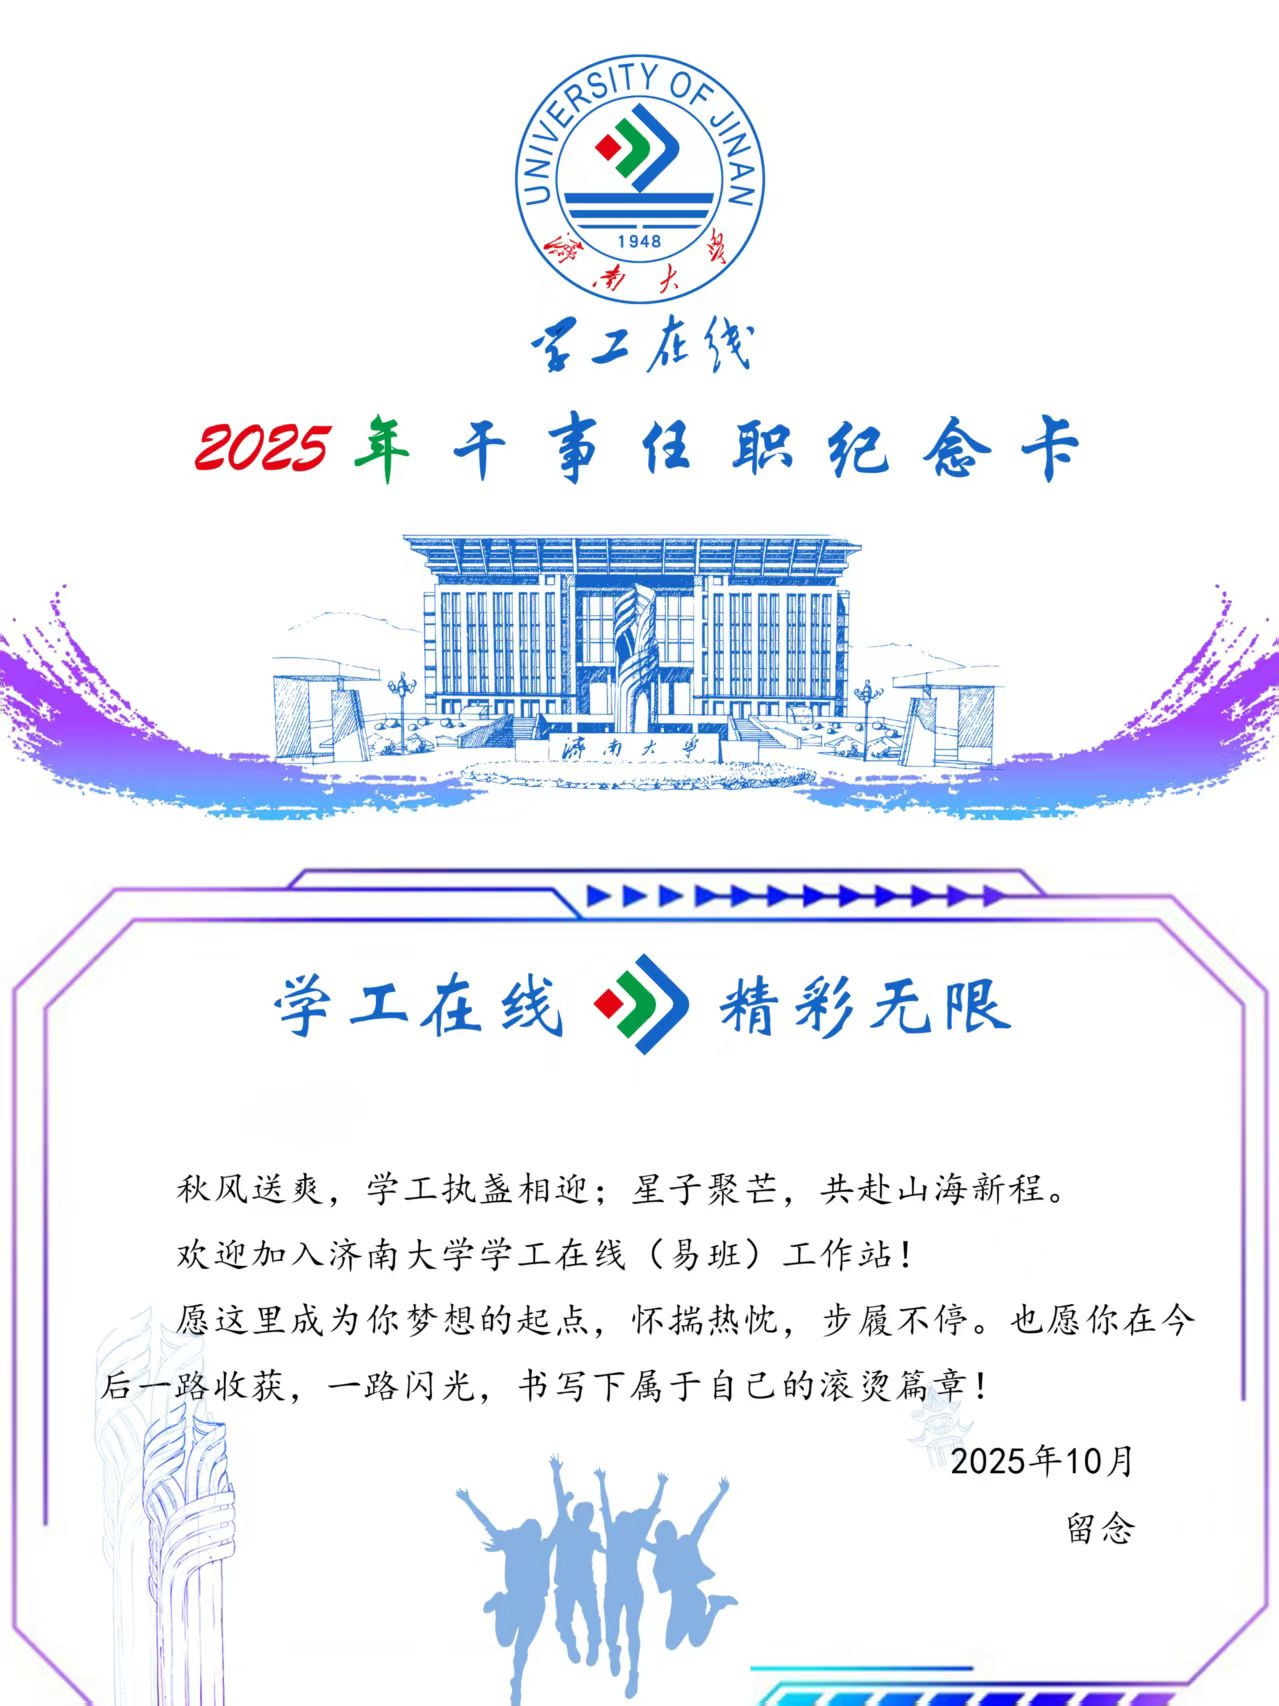 UNIVERSITY OF JINAN
1948
济南大学
学工在线
2025年干事任职纪念卡
济南大学
学工在线 精彩无限
秋风送爽，学工执盏相迎；星子聚芒，共赴山海新程。
欢迎加入济南大学学工在线（易班）工作站！
愿这里成为你梦想的起点，怀揣热忱，步履不停。也愿你在今
后一路收获，一路闪光，书写下属于自己的滚烫篇章！
2025年10月
留念